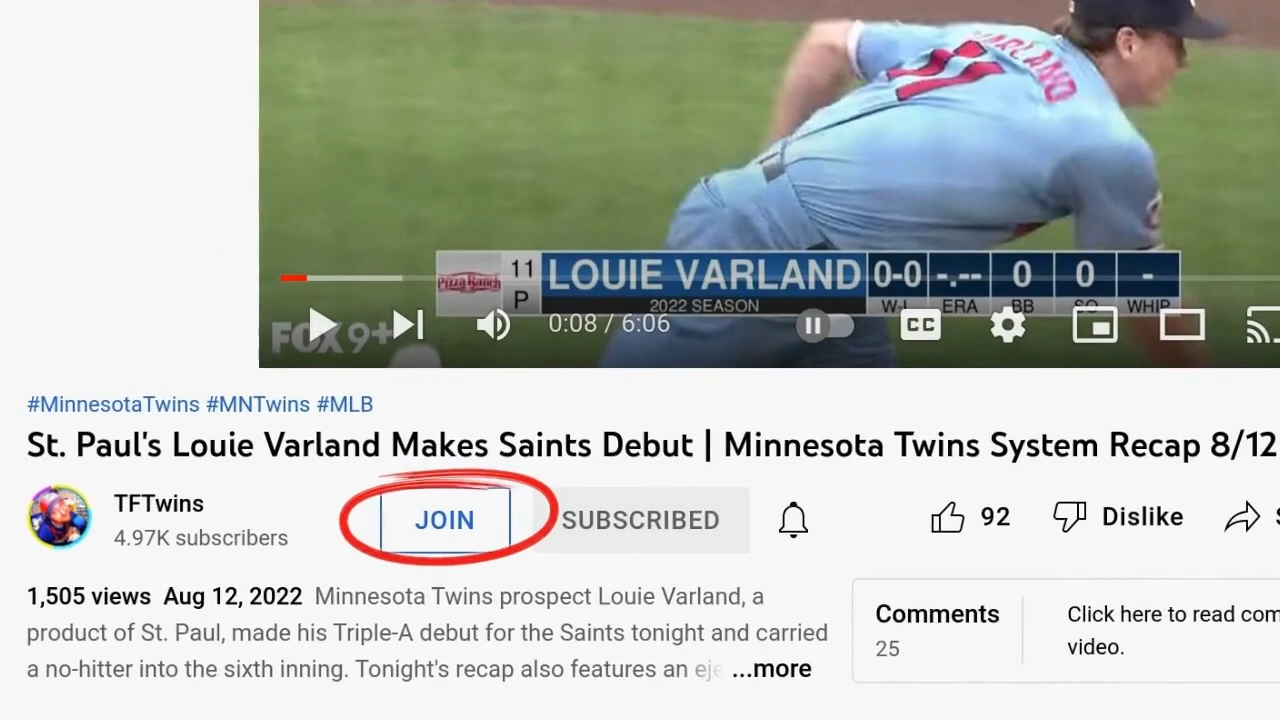 VARLAND
11
Pizza Ranch
11
P
LOUIE VARLAND
0-0
-.--
0
0
-
2022 SEASON
W-L
ERA
BB
SO
WHIP
FOX 9+
0:08 / 6:06
CC
#MinnesotaTwins #MNTwins #MLB
St. Paul's Louie Varland Makes Saints Debut | Minnesota Twins System Recap 8/12
TFTwins
4.97K subscribers
JOIN
SUBSCRIBED
92
Dislike
1,505 views Aug 12, 2022 Minnesota Twins prospect Louie Varland, a
product of St. Paul, made his Triple-A debut for the Saints tonight and carried
a no-hitter into the sixth inning. Tonight's recap also features an eje ...more
Comments
25
Click here to read com
video.